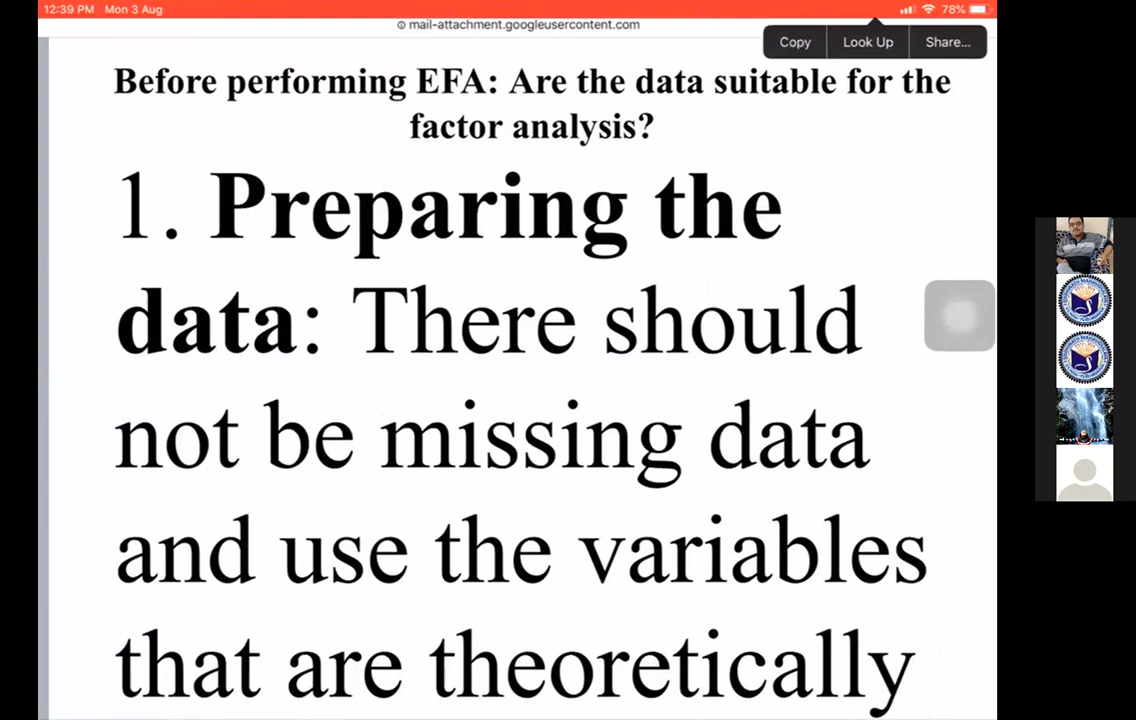 12:39 PM Mon 3 Aug 78%
mail-attachment.googleusercontent.com
Copy Look Up Share...
Before performing EFA: Are the data suitable for the
factor analysis?
1. Preparing the
data: There should
not be missing data
and use the variables
that are theoretically